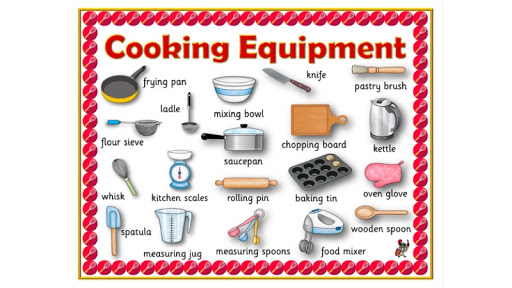 Cooking Equipment
frying pan
ladle
mixing bowl
knife
pastry brush
flour sieve
saucepan
chopping board
kettle
whisk
kitchen scales
rolling pin
baking tin
oven glove
spatula
measuring jug
measuring spoons
food mixer
wooden spoon